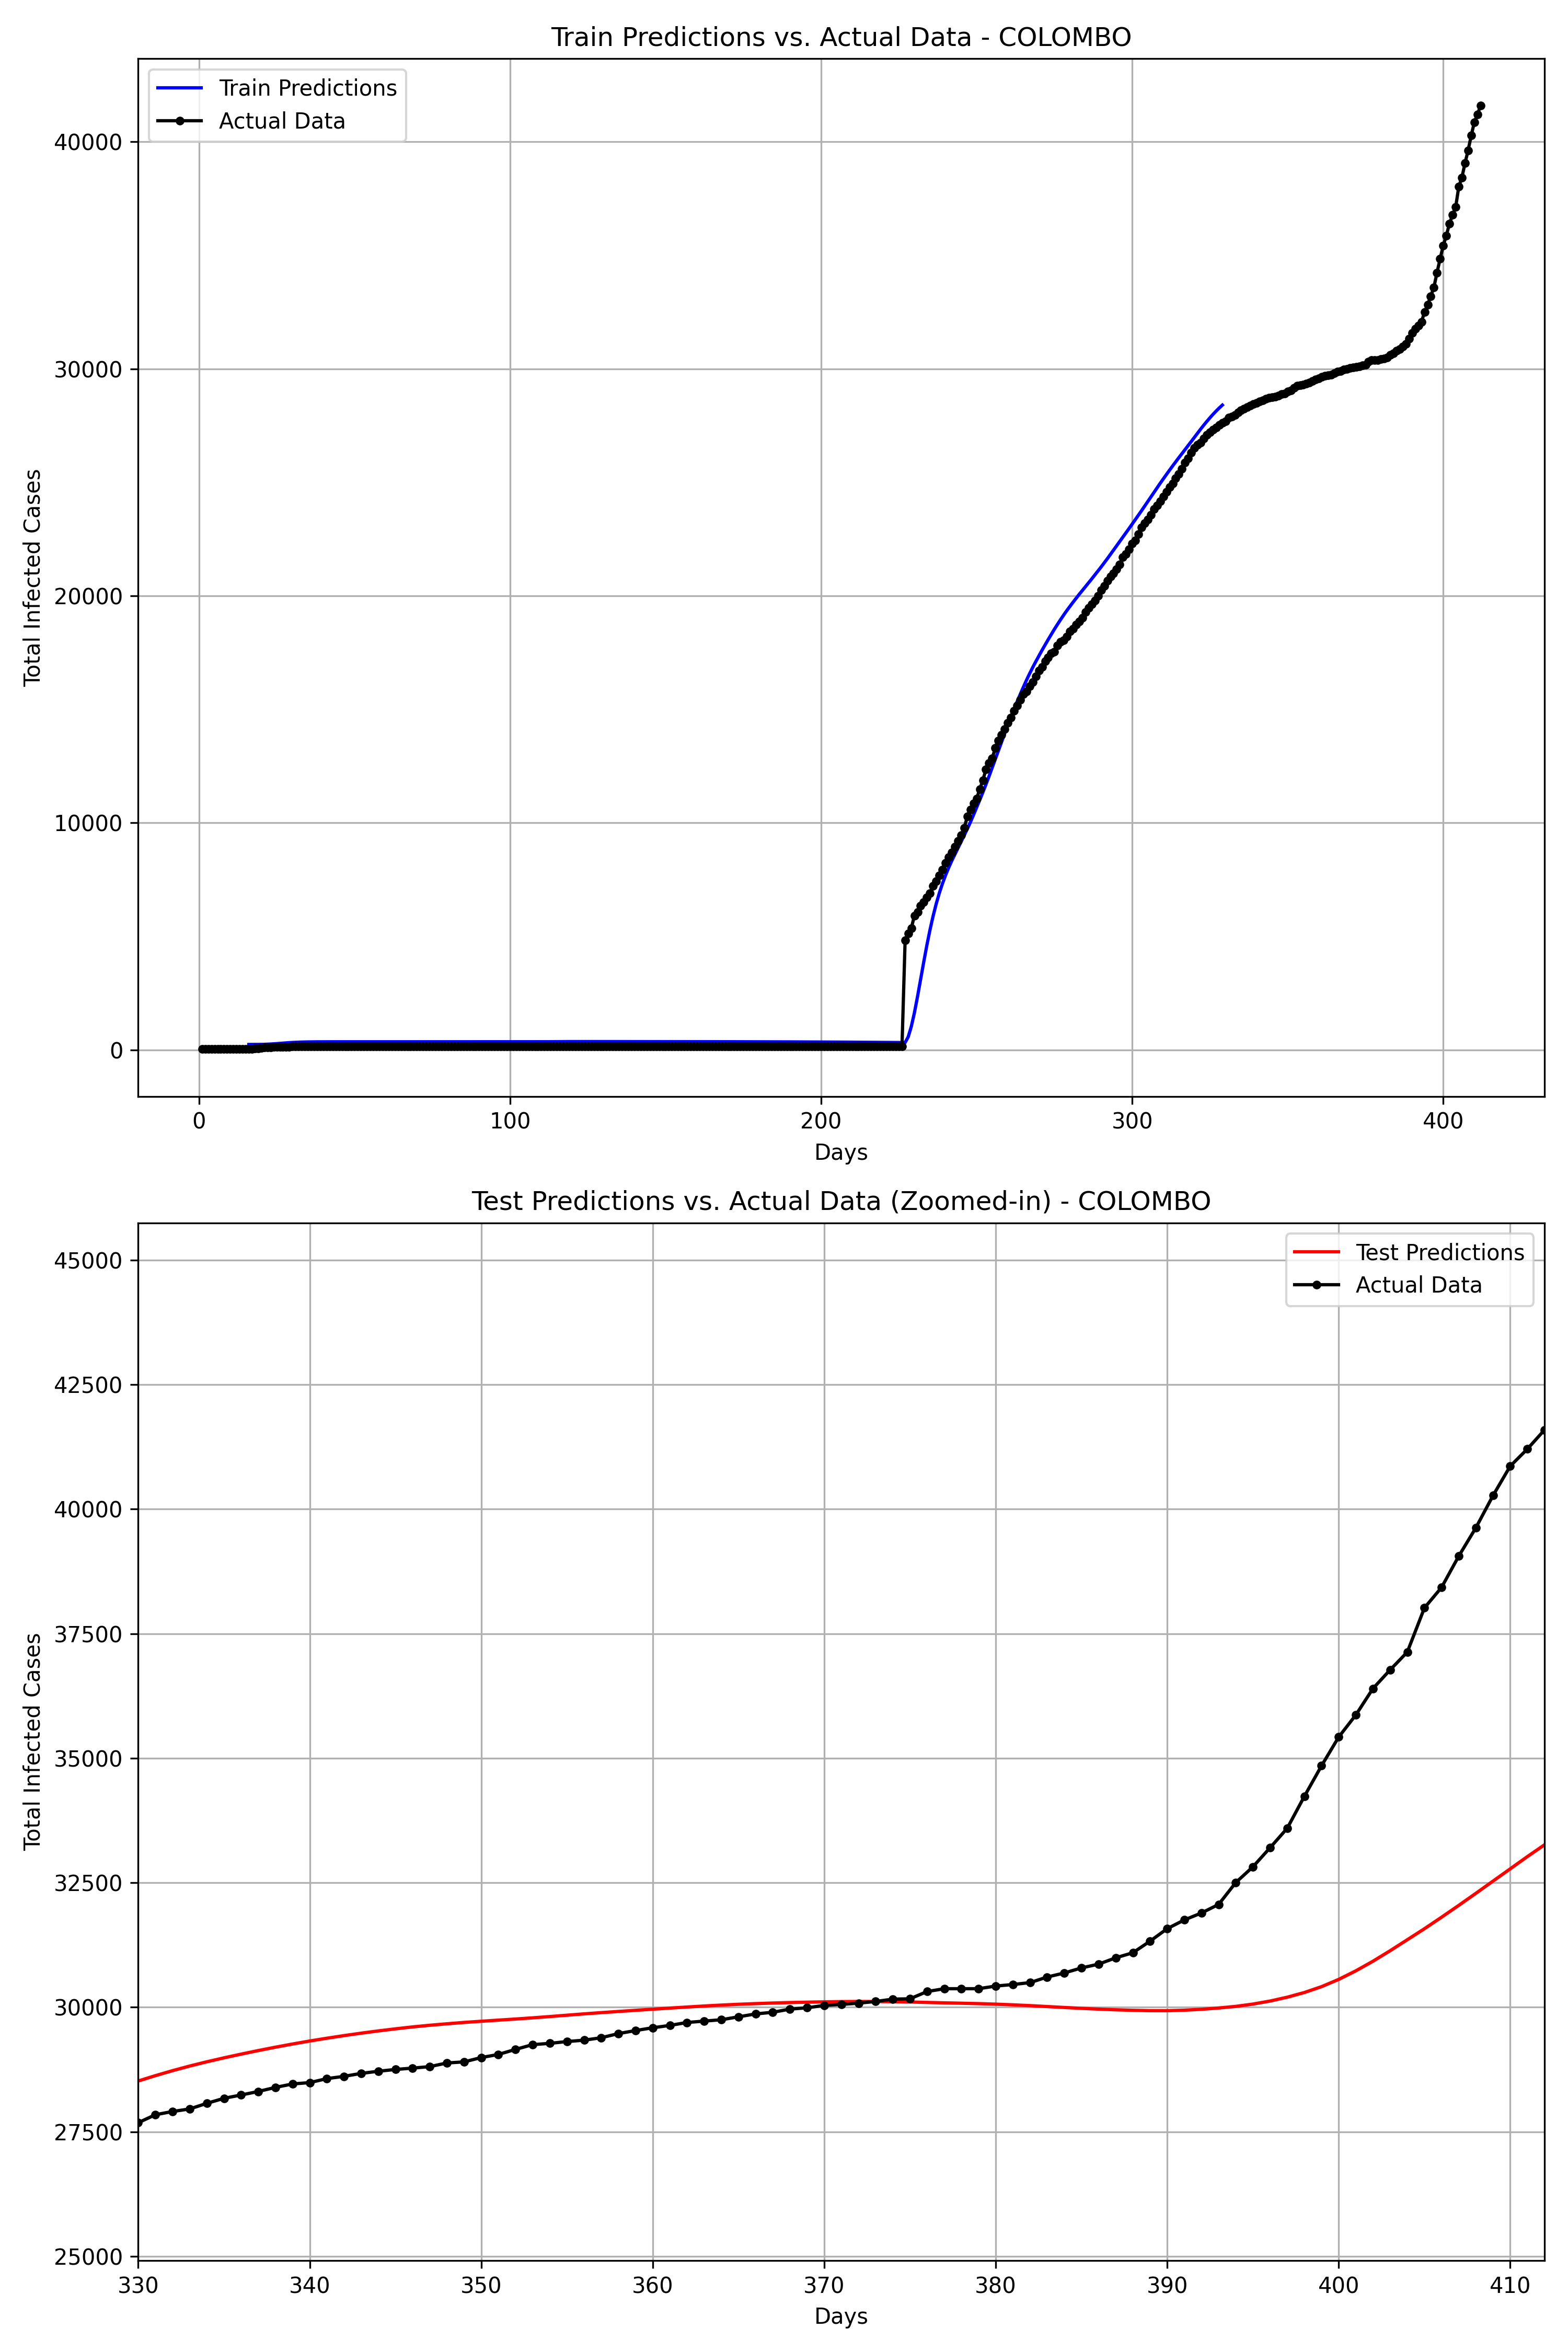 Train Predictions vs. Actual Data - COLOMBO
Train Predictions
Actual Data
40000
30000
20000
10000
0
Total Infected Cases
0 100 200 300 400
Days
Test Predictions vs. Actual Data (Zoomed-in) - COLOMBO
Test Predictions
Actual Data
45000
42500
40000
37500
35000
32500
30000
27500
25000
Total Infected Cases
330 340 350 360 370 380 390 400 410
Days